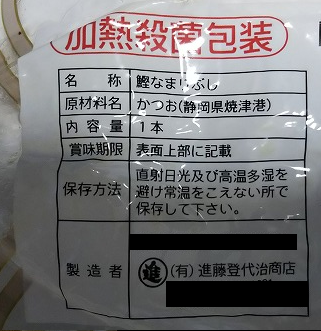 加熱殺菌包装
名称 鰹なまりぶし
原材料名 かつお(静岡県焼津港)
内容量 1本
賞味期限 表面上部に記載
保存方法 直射日光及び高温多湿を
避け常温をこえない所で
保存して下さい。
製造者 進 (有)進藤登代治商店